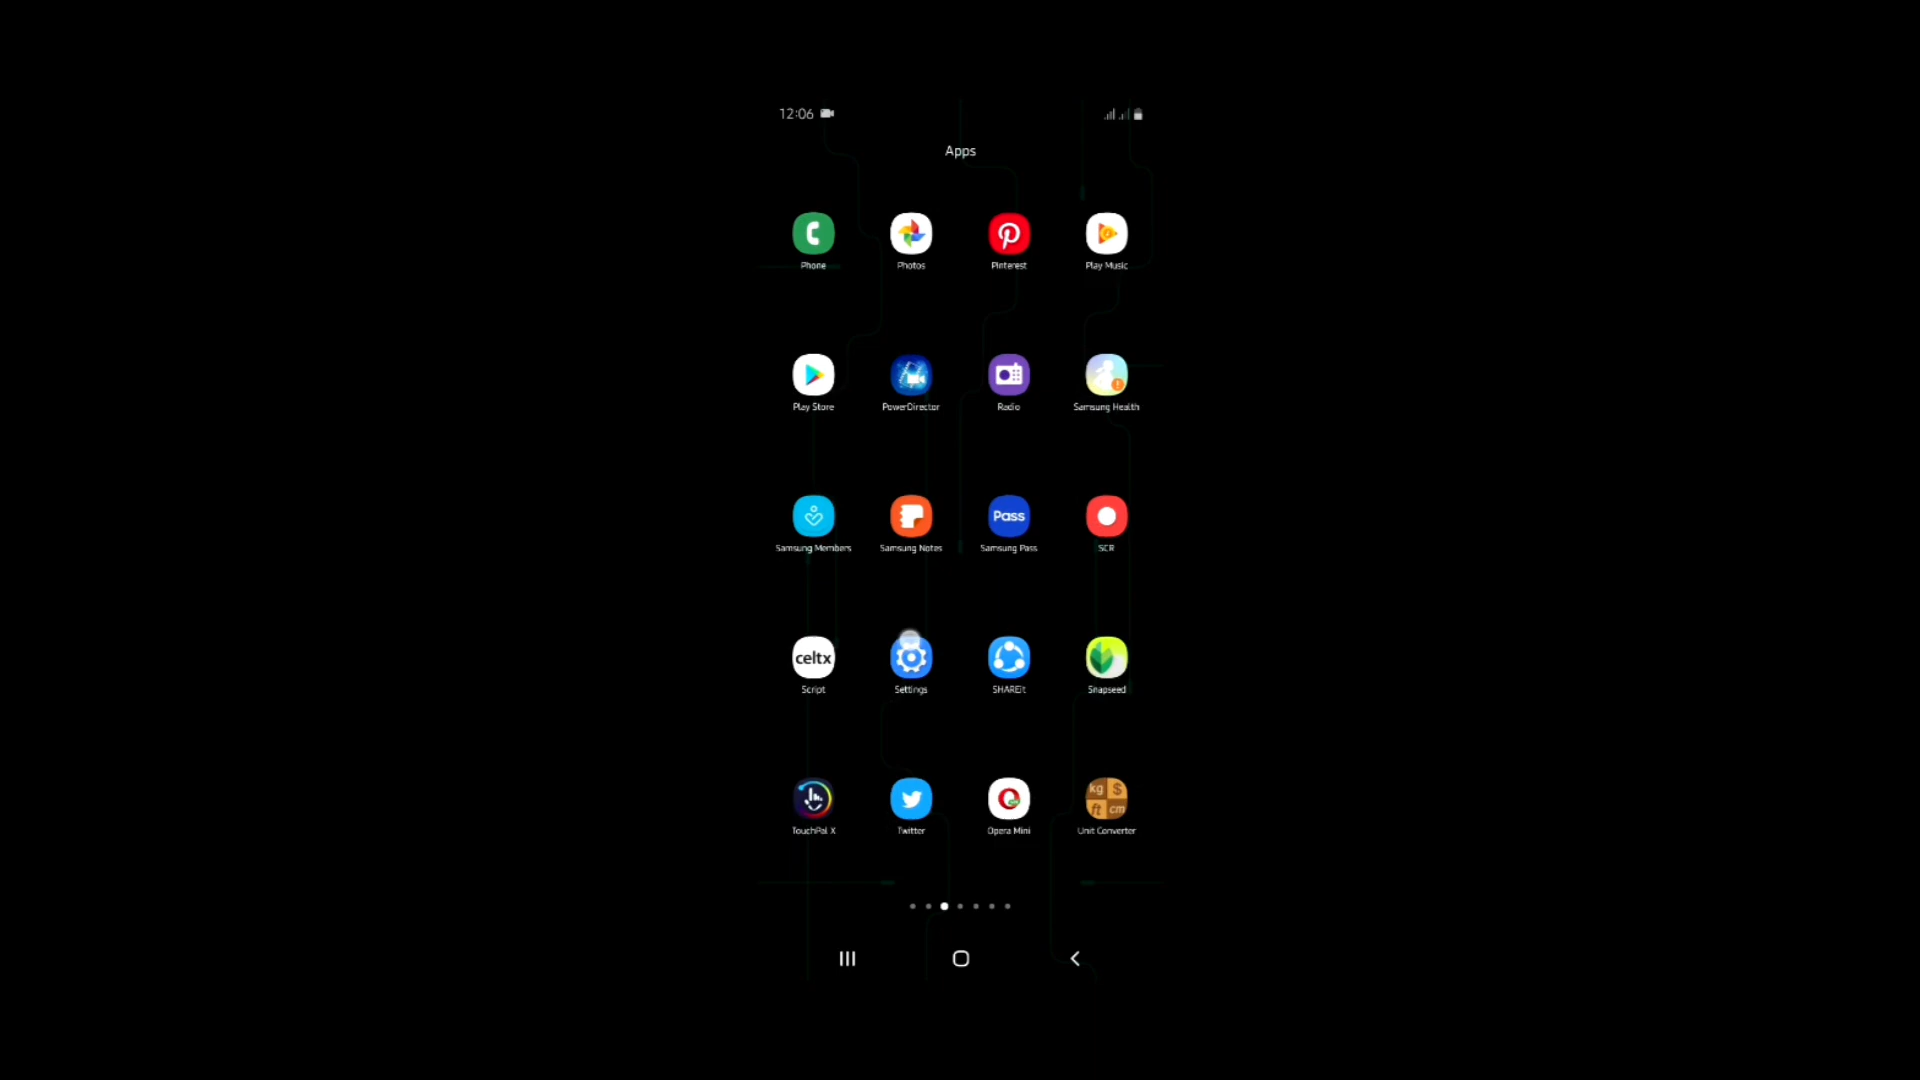 12:06
Apps
Phone
Photos
Pinterest
Play Music
Play Store
PowerDirector
Radio
Samsung Health
Pass
Samsung Members
Samsung Notes
Samsung Pass
SCR
celtx
Script
Settings
SHAREit
Snapseed
kg $
ft cm
TouchPal X
Twitter
Opera Mini
Unit Converter